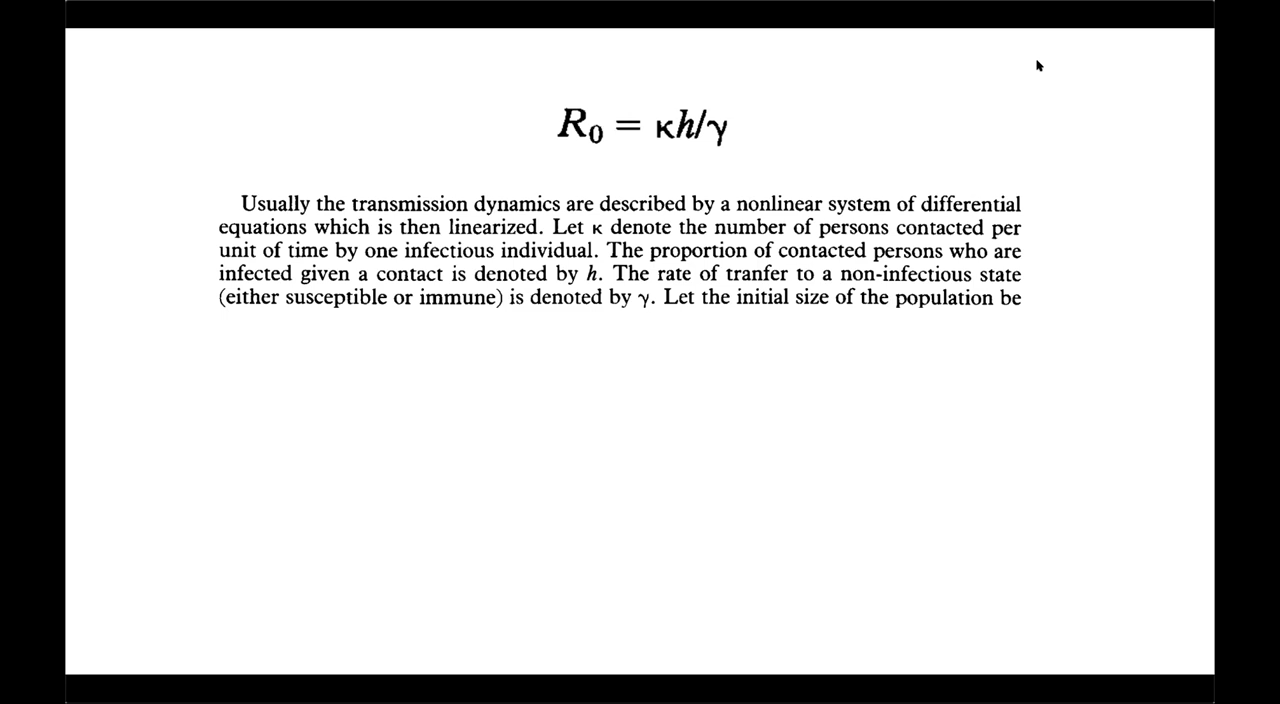 R₀ = κh/γ
Usually the transmission dynamics are described by a nonlinear system of differential
equations which is then linearized. Let κ denote the number of persons contacted per
unit of time by one infectious individual. The proportion of contacted persons who are
infected given a contact is denoted by h. The rate of tranfer to a non-infectious state
(either susceptible or immune) is denoted by γ. Let the initial size of the population be